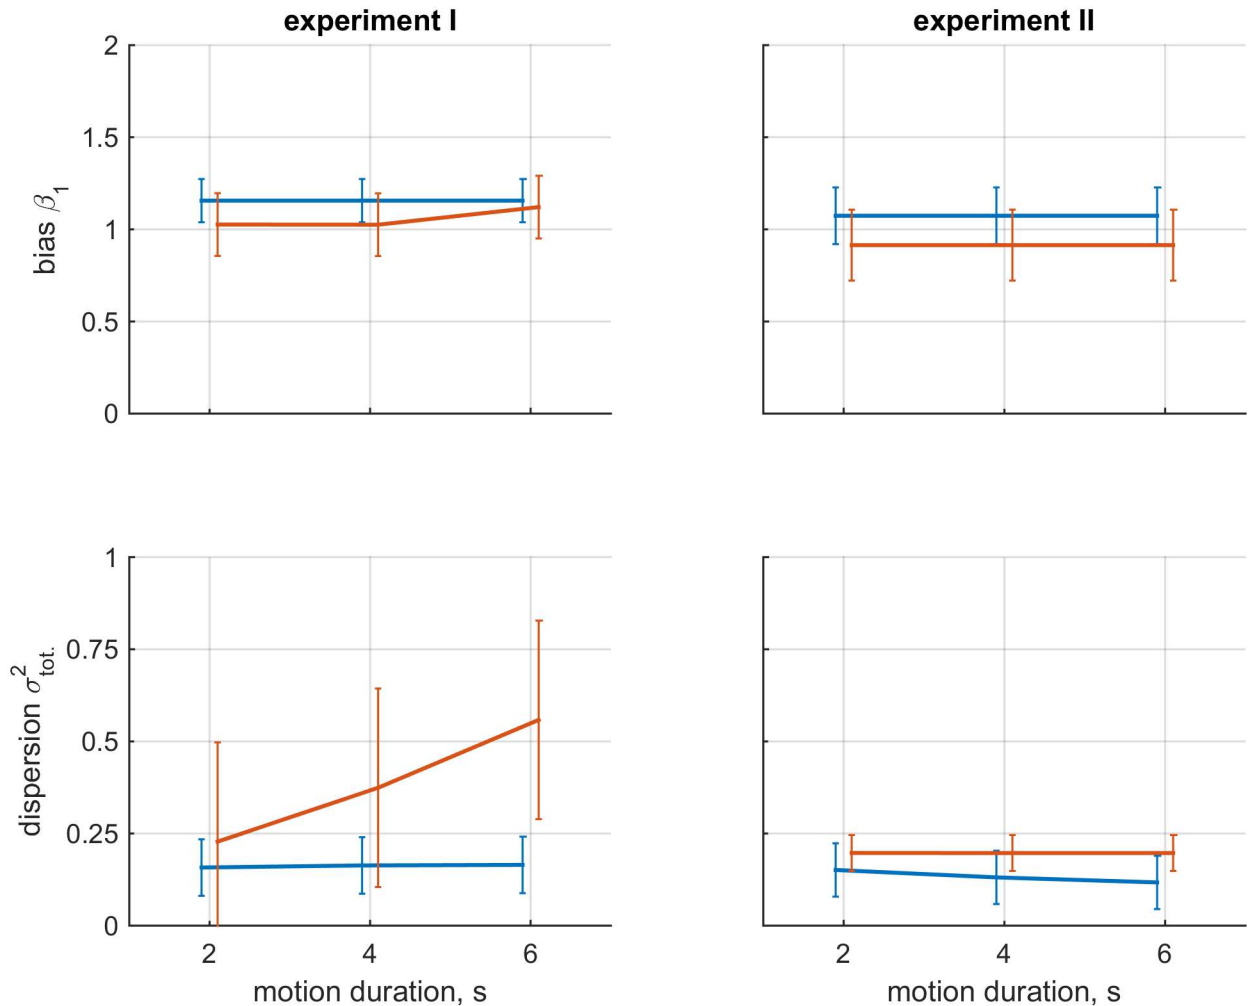 experiment I
experiment II
2
1.5
1
0.5
0
bias β1
1
0.75
0.5
0.25
0
dispersion σ2tot.
2
4
6
2
4
6
motion duration, s
motion duration, s